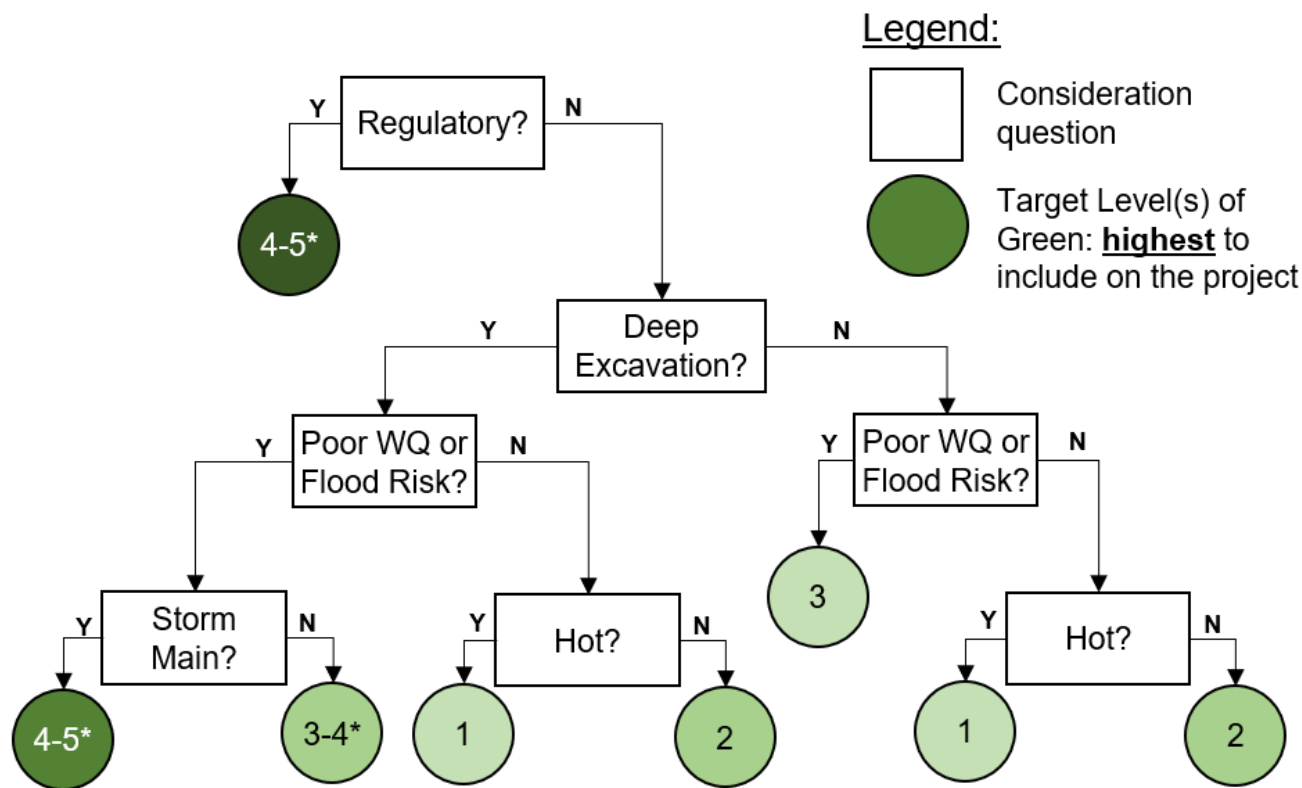 Legend:
Consideration
question
Target Level(s) of
Green: highest to
include on the project
Regulatory?
Y
N
4-5*
Deep
Excavation?
Y
N
Poor WQ or
Flood Risk?
Y
N
Poor WQ or
Flood Risk?
Y
N
3
Storm
Main?
Y
N
4-5*
3-4*
Hot?
Y
N
1
2
Hot?
Y
N
1
2